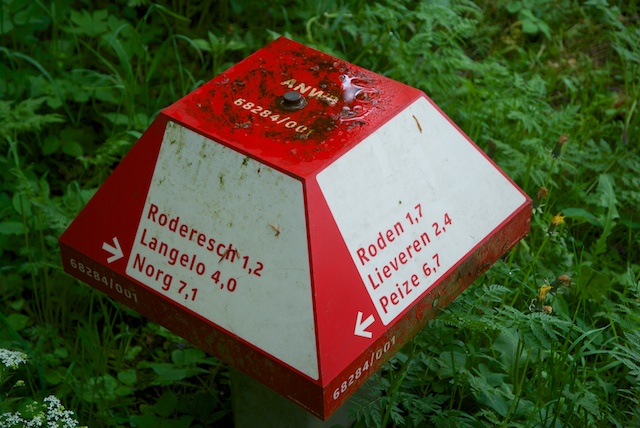 ANWB
68284/001
Roderesch 1,2
Langelo 4,0
Norg 7,1
68284/001
Roden 1,7
Lieveren 2,4
Peize 6,7
68284/001